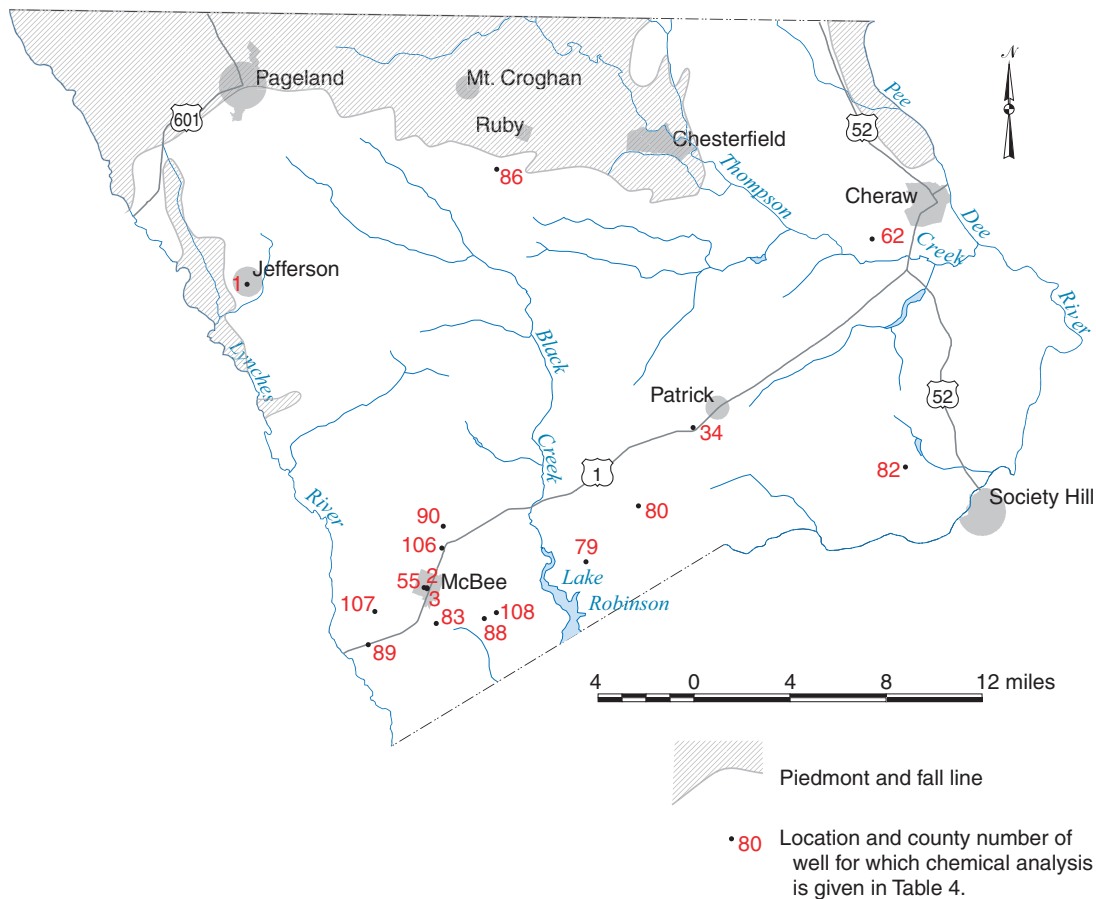 N
Pageland
Mt. Croghan
601
Ruby
Chesterfield
52
Pee
86
Thompson
Cheraw
Dee
62
Creek
Jefferson
1
River
Lynches
Black
Patrick
52
34
Creek
1
82
Society Hill
River
90
80
106
79
55
2
McBee
3
Lake
Robinson
107
83
88
108
89
4 0 4 8 12 miles
Piedmont and fall line
80
Location and county number of
well for which chemical analysis
is given in Table 4.